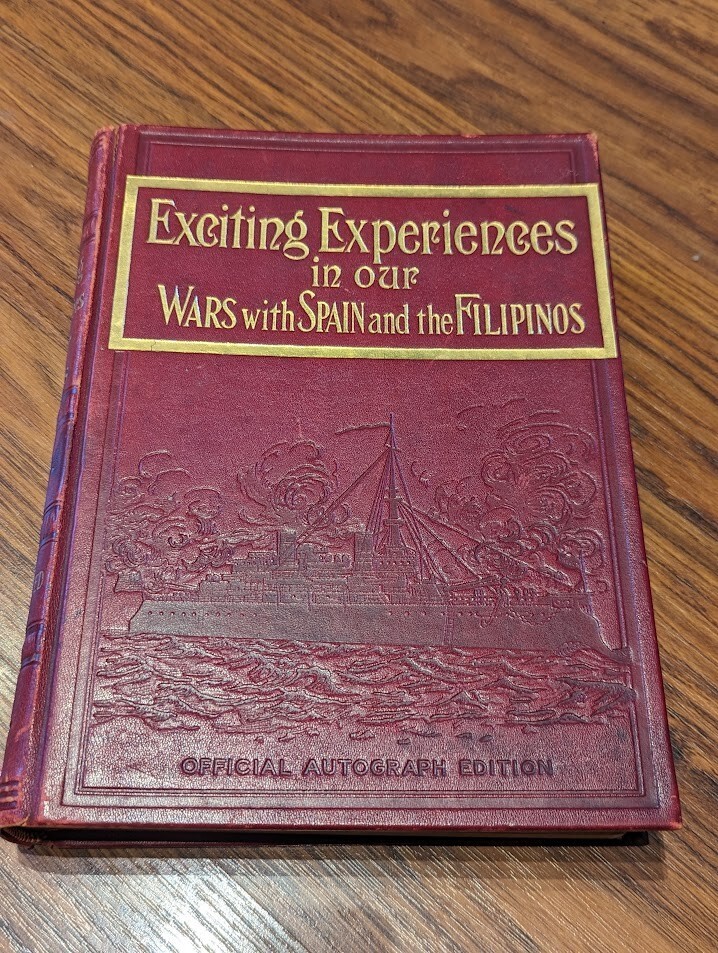 Exciting Experiences
in our
WARS with SPAIN and the FILIPINOS
OFFICIAL AUTOGRAPH EDITION